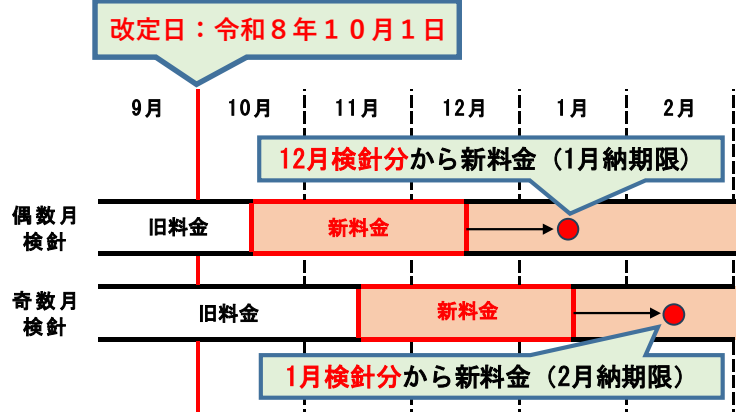 改定日：令和８年１０月１日
9月 10月 11月 12月 1月 2月
12月検針分から新料金（1月納期限）
偶数月
検針
旧料金 新料金
奇数月
検針
旧料金 新料金
1月検針分から新料金（2月納期限）